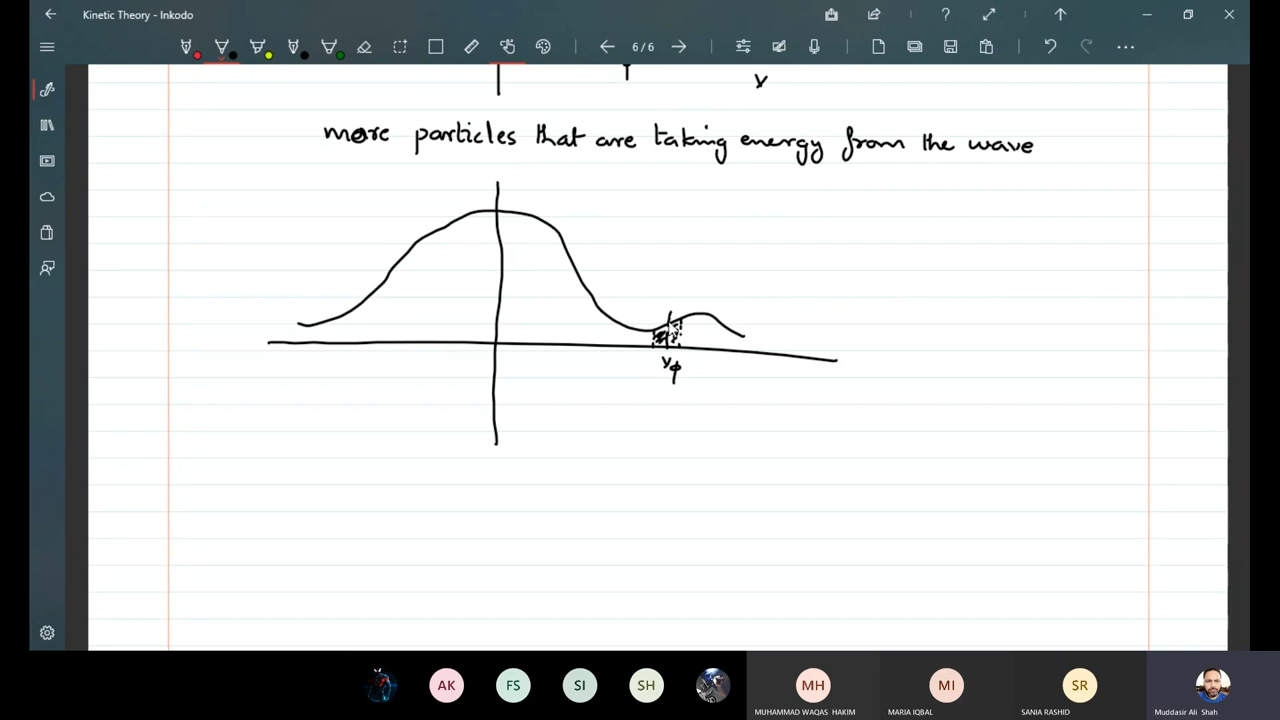 Kinetic Theory - Inkodo
6/6
v
more particles that are taking energy from the wave
vϕ
AK
FS
SI
SH
MH
MI
SR
MUHAMMAD WAQAS HAKIM
MARIA IQBAL
SANIA RASHID
Muddasir Ali Shah